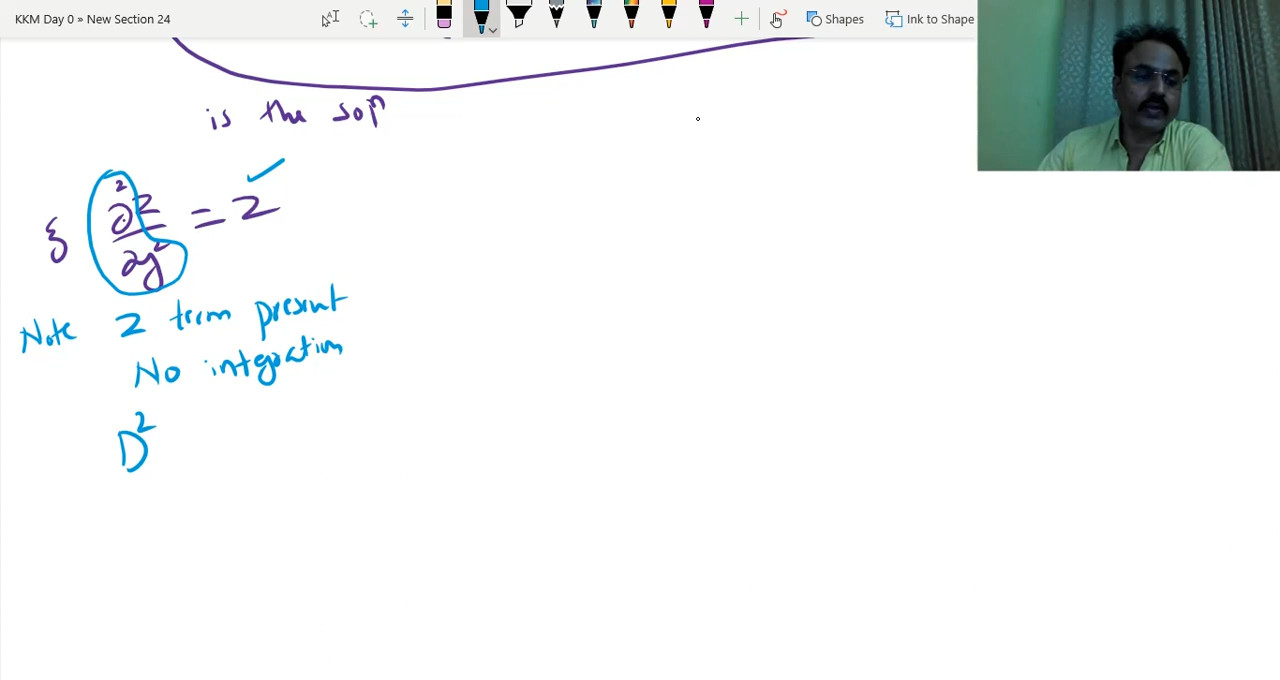 KKM Day 0 » New Section 24
Shapes
Ink to Shape
is the solⁿ
§ ∂²z/∂y² = z ✓
Note z term present
No integration
D²